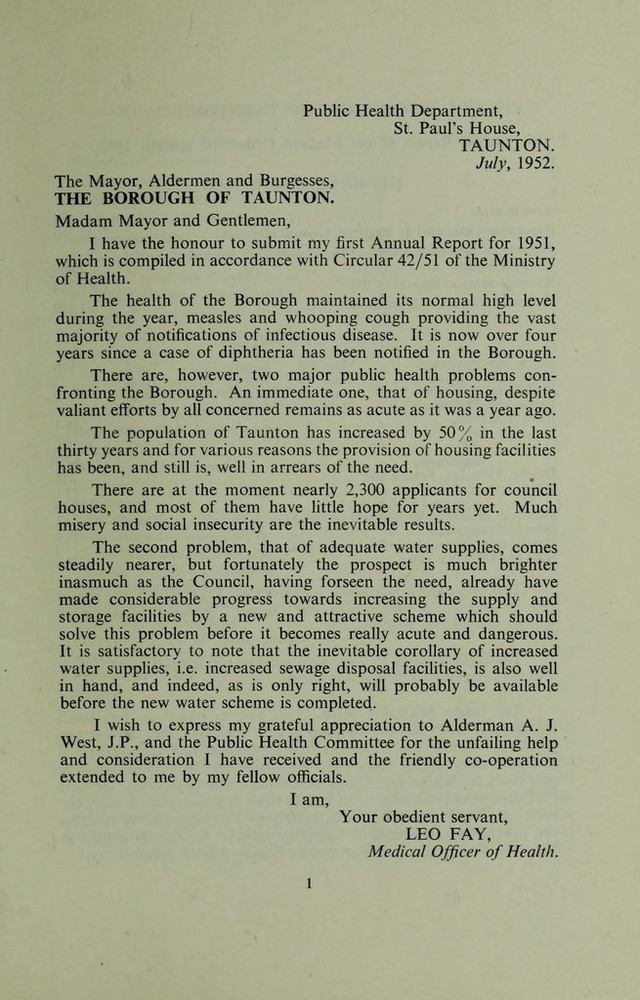 Public Health Department,
St. Paul's House,
TAUNTON.
July, 1952.
The Mayor, Aldermen and Burgesses,
THE BOROUGH OF TAUNTON.
Madam Mayor and Gentlemen,
I have the honour to submit my first Annual Report for 1951,
which is compiled in accordance with Circular 42/51 of the Ministry
of Health.
The health of the Borough maintained its normal high level
during the year, measles and whooping cough providing the vast
majority of notifications of infectious disease. It is now over four
years since a case of diphtheria has been notified in the Borough.
There are, however, two major public health problems con-
fronting the Borough. An immediate one, that of housing, despite
valiant efforts by all concerned remains as acute as it was a year ago.
The population of Taunton has increased by 50% in the last
thirty years and for various reasons the provision of housing facilities
has been, and still is, well in arrears of the need.
There are at the moment nearly 2,300 applicants for council
houses, and most of them have little hope for years yet. Much
misery and social insecurity are the inevitable results.
The second problem, that of adequate water supplies, comes
steadily nearer, but fortunately the prospect is much brighter
inasmuch as the Council, having forseen the need, already have
made considerable progress towards increasing the supply and
storage facilities by a new and attractive scheme which should
solve this problem before it becomes really acute and dangerous.
It is satisfactory to note that the inevitable corollary of increased
water supplies, i.e. increased sewage disposal facilities, is also well
in hand, and indeed, as is only right, will probably be available
before the new water scheme is completed.
I wish to express my grateful appreciation to Alderman A. J.
West, J.P., and the Public Health Committee for the unfailing help
and consideration I have received and the friendly co-operation
extended to me by my fellow officials.
I am,
Your obedient servant,
LEO FAY,
Medical Officer of Health.
1